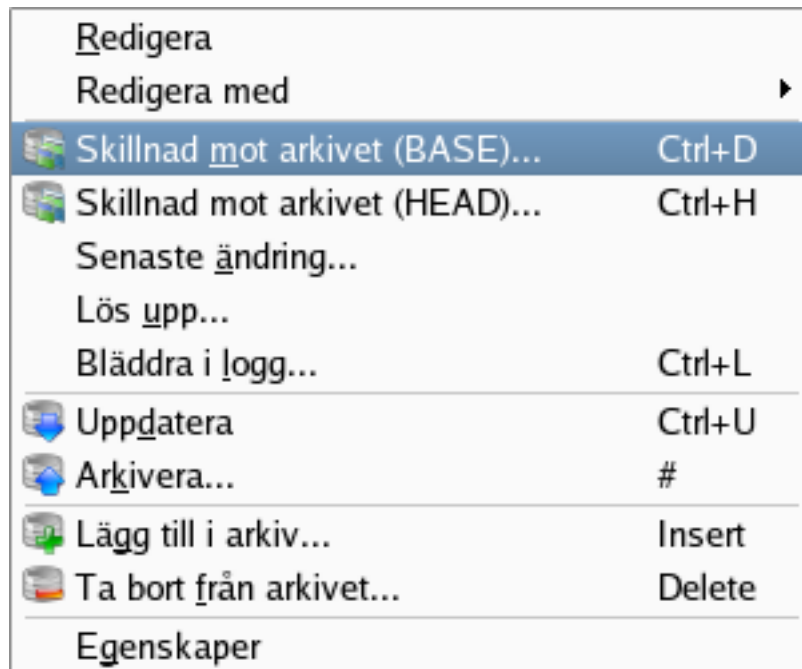 Redigera
Redigera med
Skillnad mot arkivet (BASE)... Ctrl+D
Skillnad mot arkivet (HEAD)... Ctrl+H
Senaste ändring...
Lös upp...
Bläddra i logg... Ctrl+L
Uppdatera Ctrl+U
Arkivera... #
Lägg till i arkiv... Insert
Ta bort från arkivet... Delete
Egenskaper